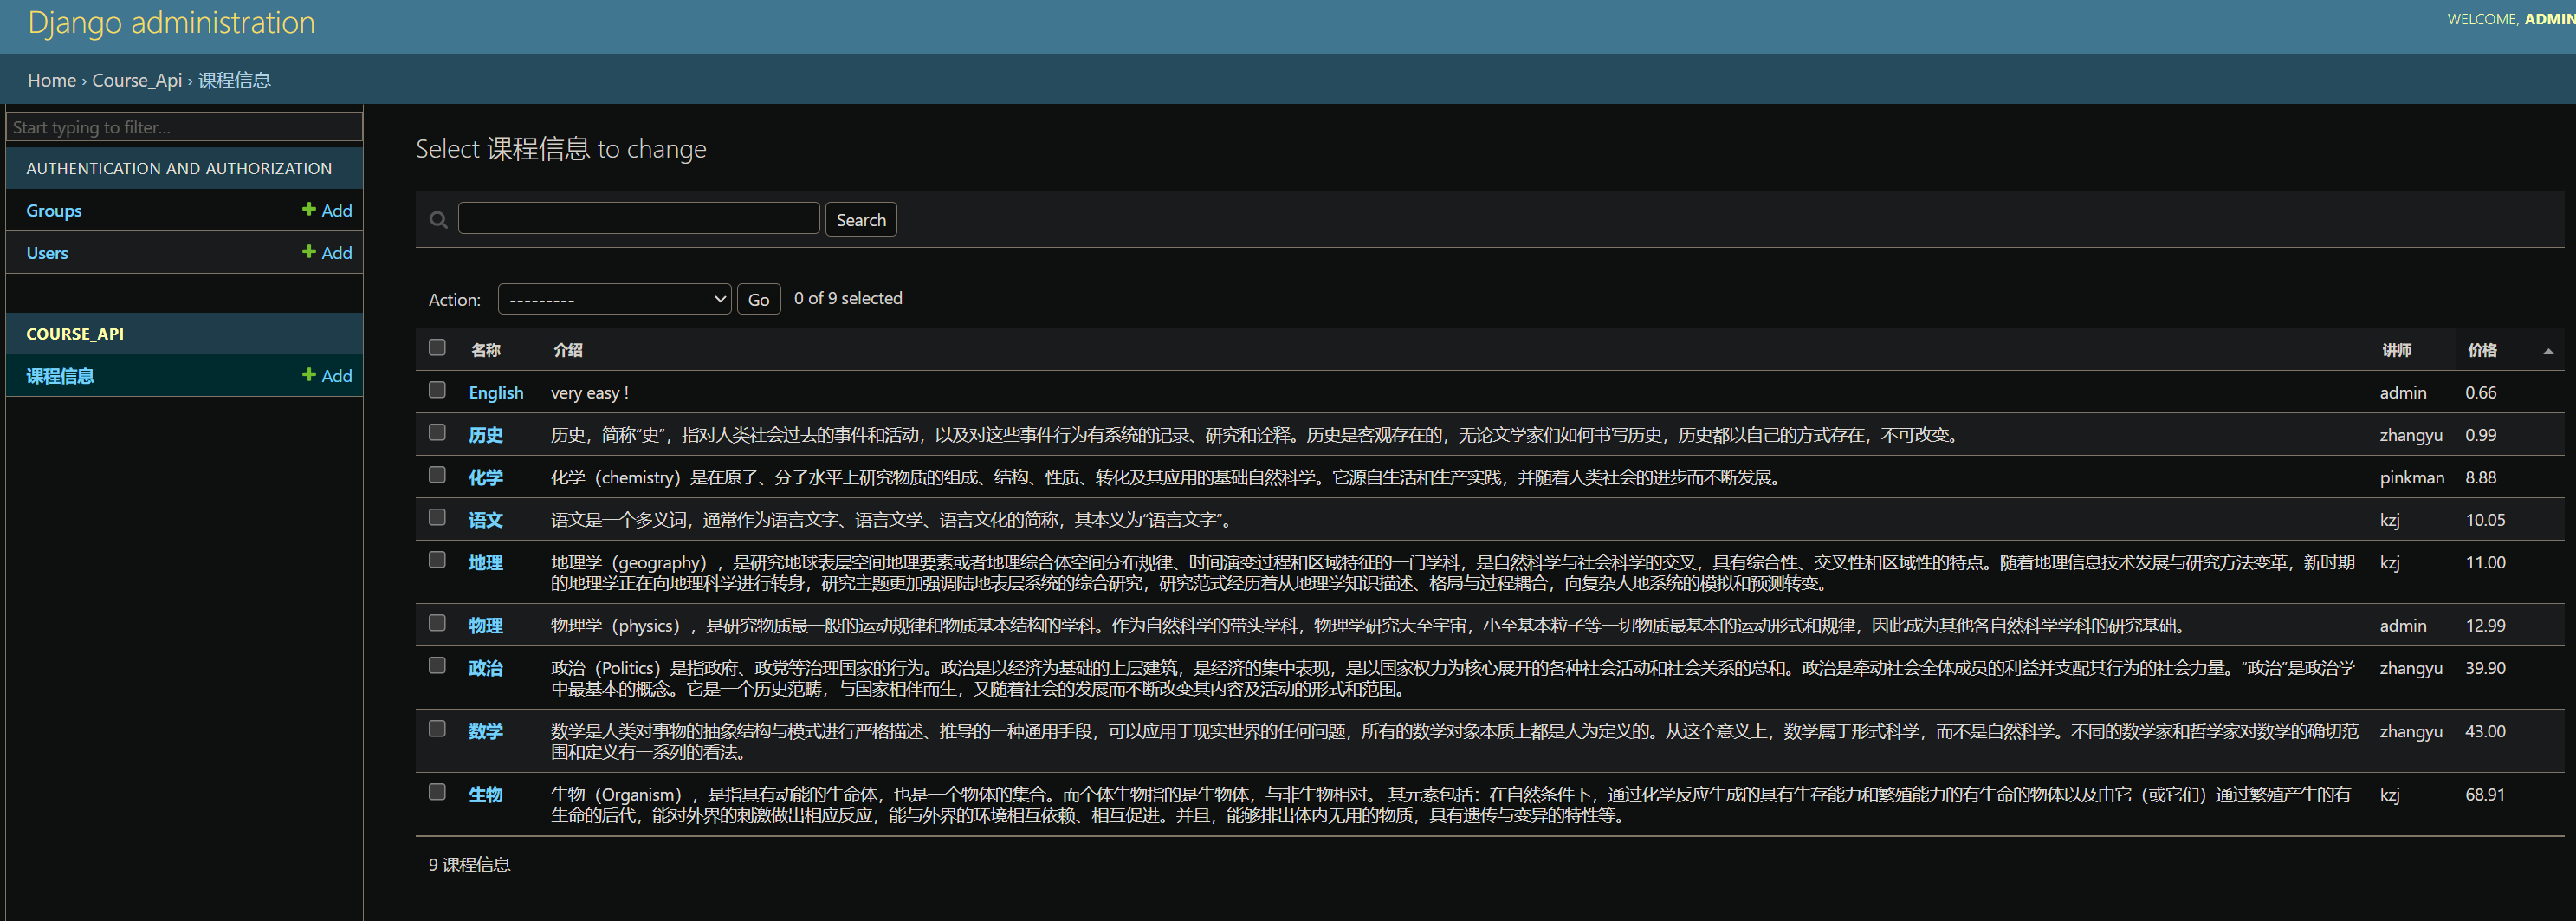 Django administration
WELCOME, ADMIN
Home › Course_Api › 课程信息
Start typing to filter...
AUTHENTICATION AND AUTHORIZATION
Groups + Add
Users + Add
COURSE_API
课程信息 + Add
Select 课程信息 to change
Search
Action: --------- Go 0 of 9 selected
名称 介绍 讲师 价格
English very easy ! admin 0.66
历史 历史，简称“史”，指对人类社会过去的事件和活动，以及对这些事件行为有系统的记录、研究和诠释。历史是客观存在的，无论文学家们如何书写历史，历史都以自己的方式存在，不可改变。 zhangyu 0.99
化学 化学（chemistry）是在原子、分子水平上研究物质的组成、结构、性质、转化及其应用的基础自然科学。它源自生活和生产实践，并随着人类社会的进步而不断发展。 pinkman 8.88
语文 语文是一个多义词，通常作为语言文字、语言文学、语言文化的简称，其本义为“语言文字”。 kzj 10.05
地理 地理学（geography），是研究地球表层空间地理要素或者地理综合体空间分布规律、时间演变过程和区域特征的一门学科，是自然科学与社会科学的交叉，具有综合性、交叉性和区域性的特点。随着地理信息技术发展与研究方法变革，新时期 kzj 11.00
的地理学正在向地理科学进行转身，研究主题更加强调陆地表层系统的综合研究，研究范式经历着从地理学知识描述、格局与过程耦合，向复杂人地系统的模拟和预测转变。
物理 物理学（physics），是研究物质最一般的运动规律和物质基本结构的学科。作为自然科学的带头学科，物理学研究大至宇宙，小至基本粒子等一切物质最基本的运动形式和规律，因此成为其他各自然科学学科的研究基础。 admin 12.99
政治 政治（Politics）是指政府、政党等治理国家的行为。政治是以经济为基础的上层建筑，是经济的集中表现，是以国家权力为核心展开的各种社会活动和社会关系的总和。政治是牵动社会全体成员的利益并支配其行为的社会力量。“政治”是政治学 zhangyu 39.90
中最基本的概念。它是一个历史范畴，与国家相伴而生，又随着社会的发展而不断改变其内容及活动的形式和范围。
数学 数学是人类对事物的抽象结构与模式进行严格描述、推导的一种通用手段，可以应用于现实世界的任何问题，所有的数学对象本质上都是人为定义的。从这个意义上，数学属于形式科学，而不是自然科学。不同的数学家和哲学家对数学的确切范 zhangyu 43.00
围和定义有一系列的看法。
生物 生物（Organism），是指具有动能的生命体，也是一个物体的集合。而个体生物指的是生物体，与非生物相对。 其元素包括：在自然条件下，通过化学反应生成的具有生存能力和繁殖能力的有生命的物体以及由它（或它们）通过繁殖产生的有 kzj 68.91
生命的后代，能对外界的刺激做出相应反应，能与外界的环境相互依赖、相互促进。并且，能够排出体内无用的物质，具有遗传与变异的特性等。
9 课程信息